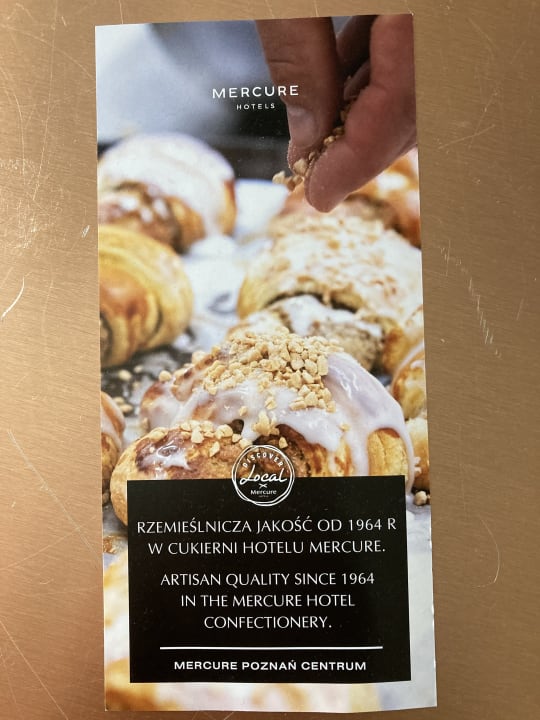 MERCURE
HOTELS
DISCOVER
Local
Mercure
HOTELS
RZEMIEŚLNICZA JAKOŚĆ OD 1964 R
W CUKIERNI HOTELU MERCURE.
ARTISAN QUALITY SINCE 1964
IN THE MERCURE HOTEL
CONFECTIONERY.
MERCURE POZNAŃ CENTRUM